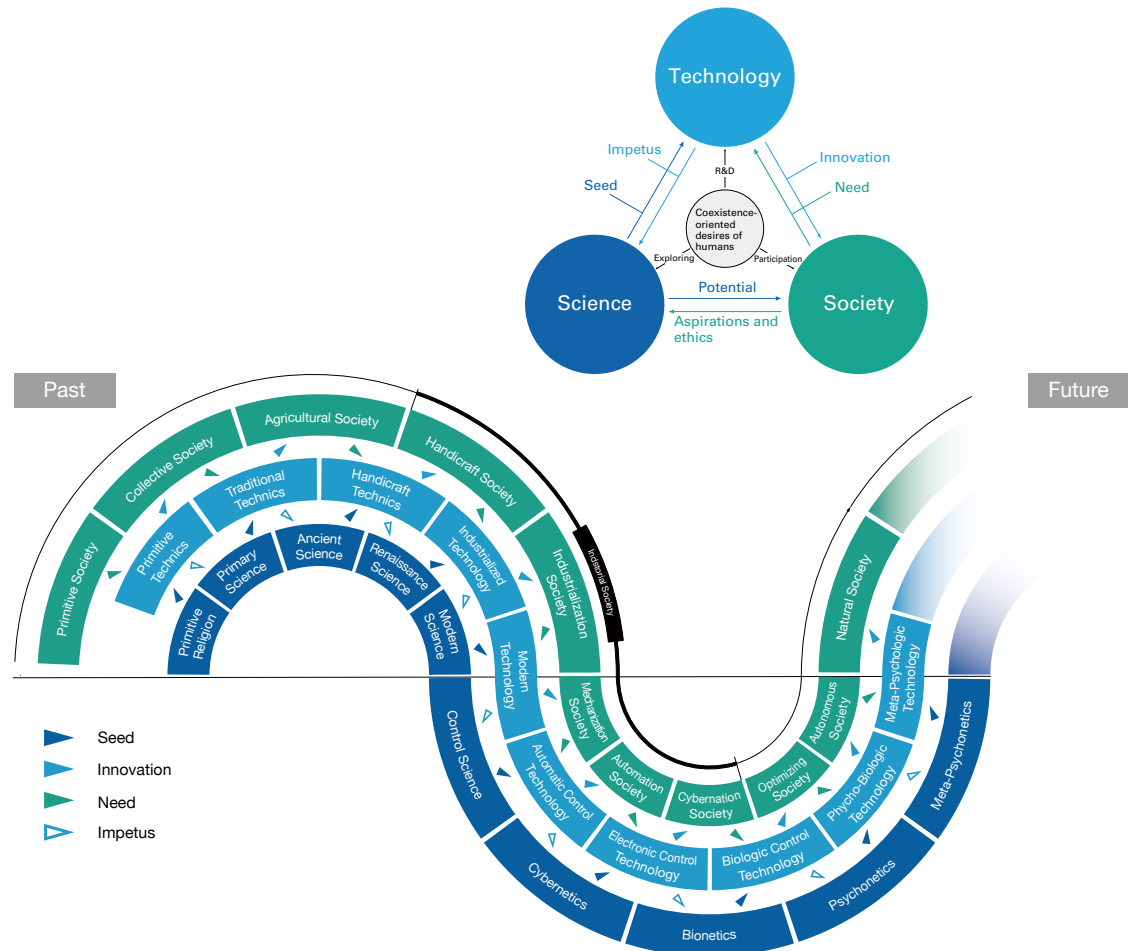 Technology
Impetus
Innovation
R&D
Seed
Need
Coexistence-
oriented
desires of
humans
Exploring
Participation
Science
Potential
Society
Aspirations and
ethics
Past
Future
Primitive Society
Collective Society
Agricultural Society
Handicraft Society
Industrialization
Society
Indstorial Society
Mechanization
Society
Automation
Society
Cybernation
Society
Optimizing
Society
Autonomous
Society
Natural Society
Primitive
Technics
Traditional
Technics
Handicraft
Technics
Industrialized
Technology
Modern
Technology
Automatic Control
Technology
Electronic Control
Technology
Biologic Control
Technology
Phycho-Biologic
Technology
Meta-Psychologic
Technology
Primitive
Religion
Primary
Science
Ancient
Science
Renaissance
Science
Modern
Science
Control Science
Cybernetics
Bionetics
Psychonetics
Meta-Psychonetics
Seed
Innovation
Need
Impetus